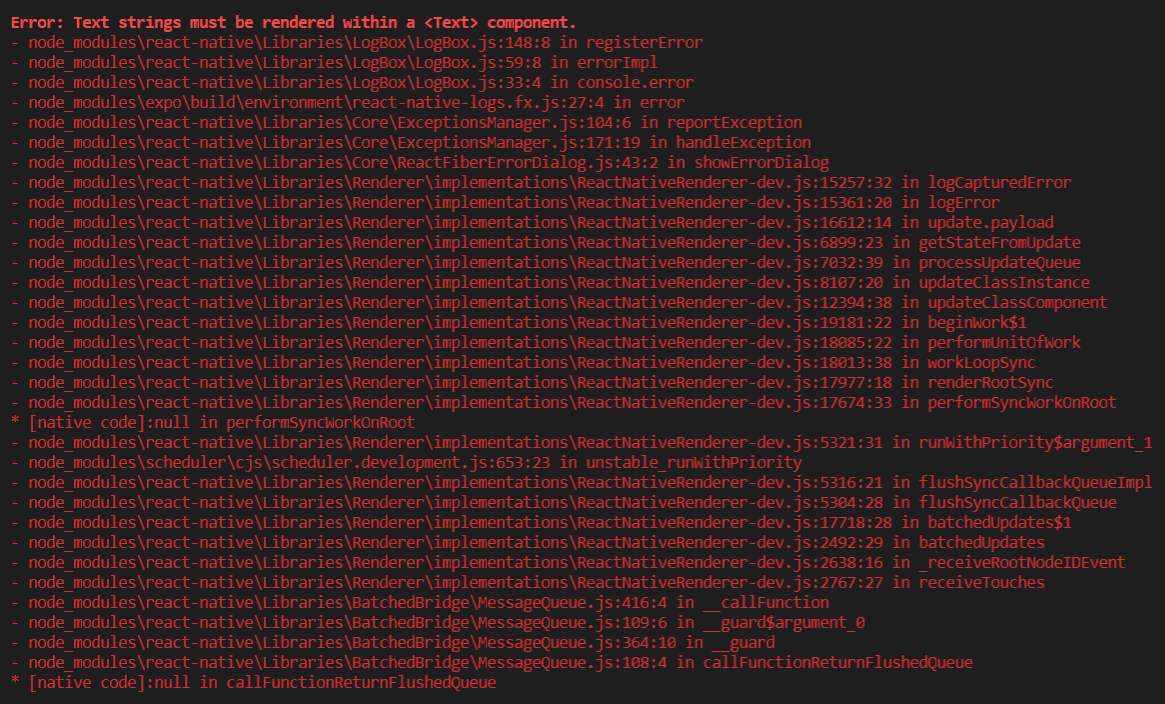 Error: Text strings must be rendered within a <Text> component.
- node_modules\react-native\Libraries\LogBox\LogBox.js:148:8 in registerError
- node_modules\react-native\Libraries\LogBox\LogBox.js:59:8 in errorImpl
- node_modules\react-native\Libraries\LogBox\LogBox.js:33:4 in console.error
- node_modules\expo\build\environment\react-native-logs.fx.js:27:4 in error
- node_modules\react-native\Libraries\Core\ExceptionsManager.js:104:6 in reportException
- node_modules\react-native\Libraries\Core\ExceptionsManager.js:171:19 in handleException
- node_modules\react-native\Libraries\Core\ReactFiberErrorDialog.js:43:2 in showErrorDialog
- node_modules\react-native\Libraries\Renderer\implementations\ReactNativeRenderer-dev.js:15257:32 in logCapturedError
- node_modules\react-native\Libraries\Renderer\implementations\ReactNativeRenderer-dev.js:15361:20 in logError
- node_modules\react-native\Libraries\Renderer\implementations\ReactNativeRenderer-dev.js:16612:14 in update.payload
- node_modules\react-native\Libraries\Renderer\implementations\ReactNativeRenderer-dev.js:6899:23 in getStateFromUpdate
- node_modules\react-native\Libraries\Renderer\implementations\ReactNativeRenderer-dev.js:7032:39 in processUpdateQueue
- node_modules\react-native\Libraries\Renderer\implementations\ReactNativeRenderer-dev.js:8107:20 in updateClassInstance
- node_modules\react-native\Libraries\Renderer\implementations\ReactNativeRenderer-dev.js:12394:38 in updateClassComponent
- node_modules\react-native\Libraries\Renderer\implementations\ReactNativeRenderer-dev.js:19181:22 in beginWork$1
- node_modules\react-native\Libraries\Renderer\implementations\ReactNativeRenderer-dev.js:18085:22 in performUnitOfWork
- node_modules\react-native\Libraries\Renderer\implementations\ReactNativeRenderer-dev.js:18013:38 in workLoopSync
- node_modules\react-native\Libraries\Renderer\implementations\ReactNativeRenderer-dev.js:17977:18 in renderRootSync
- node_modules\react-native\Libraries\Renderer\implementations\ReactNativeRenderer-dev.js:17674:33 in performSyncWorkOnRoot
* [native code]:null in performSyncWorkOnRoot
- node_modules\react-native\Libraries\Renderer\implementations\ReactNativeRenderer-dev.js:5321:31 in runWithPriority$argument_1
- node_modules\scheduler\cjs\scheduler.development.js:653:23 in unstable_runWithPriority
- node_modules\react-native\Libraries\Renderer\implementations\ReactNativeRenderer-dev.js:5316:21 in flushSyncCallbackQueueImpl
- node_modules\react-native\Libraries\Renderer\implementations\ReactNativeRenderer-dev.js:5304:28 in flushSyncCallbackQueue
- node_modules\react-native\Libraries\Renderer\implementations\ReactNativeRenderer-dev.js:17718:28 in batchedUpdates$1
- node_modules\react-native\Libraries\Renderer\implementations\ReactNativeRenderer-dev.js:2492:29 in batchedUpdates
- node_modules\react-native\Libraries\Renderer\implementations\ReactNativeRenderer-dev.js:2638:16 in _receiveRootNodeIDEvent
- node_modules\react-native\Libraries\Renderer\implementations\ReactNativeRenderer-dev.js:2767:27 in receiveTouches
- node_modules\react-native\Libraries\BatchedBridge\MessageQueue.js:416:4 in __callFunction
- node_modules\react-native\Libraries\BatchedBridge\MessageQueue.js:109:6 in __guard$argument_0
- node_modules\react-native\Libraries\BatchedBridge\MessageQueue.js:364:10 in __guard
- node_modules\react-native\Libraries\BatchedBridge\MessageQueue.js:108:4 in callFunctionReturnFlushedQueue
* [native code]:null in callFunctionReturnFlushedQueue